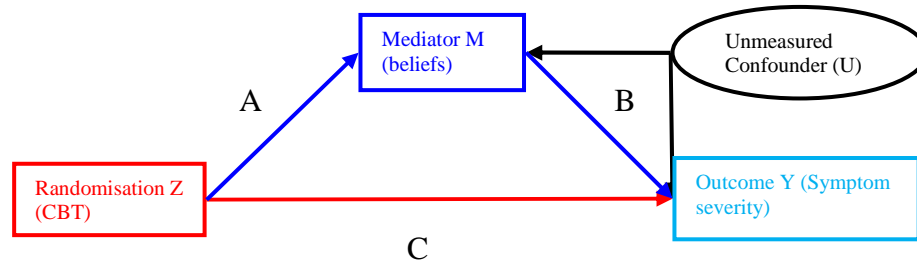 Mediator M
(beliefs)
Unmeasured
Confounder (U)
A
B
Randomisation Z
(CBT)
Outcome Y (Symptom
severity)
C